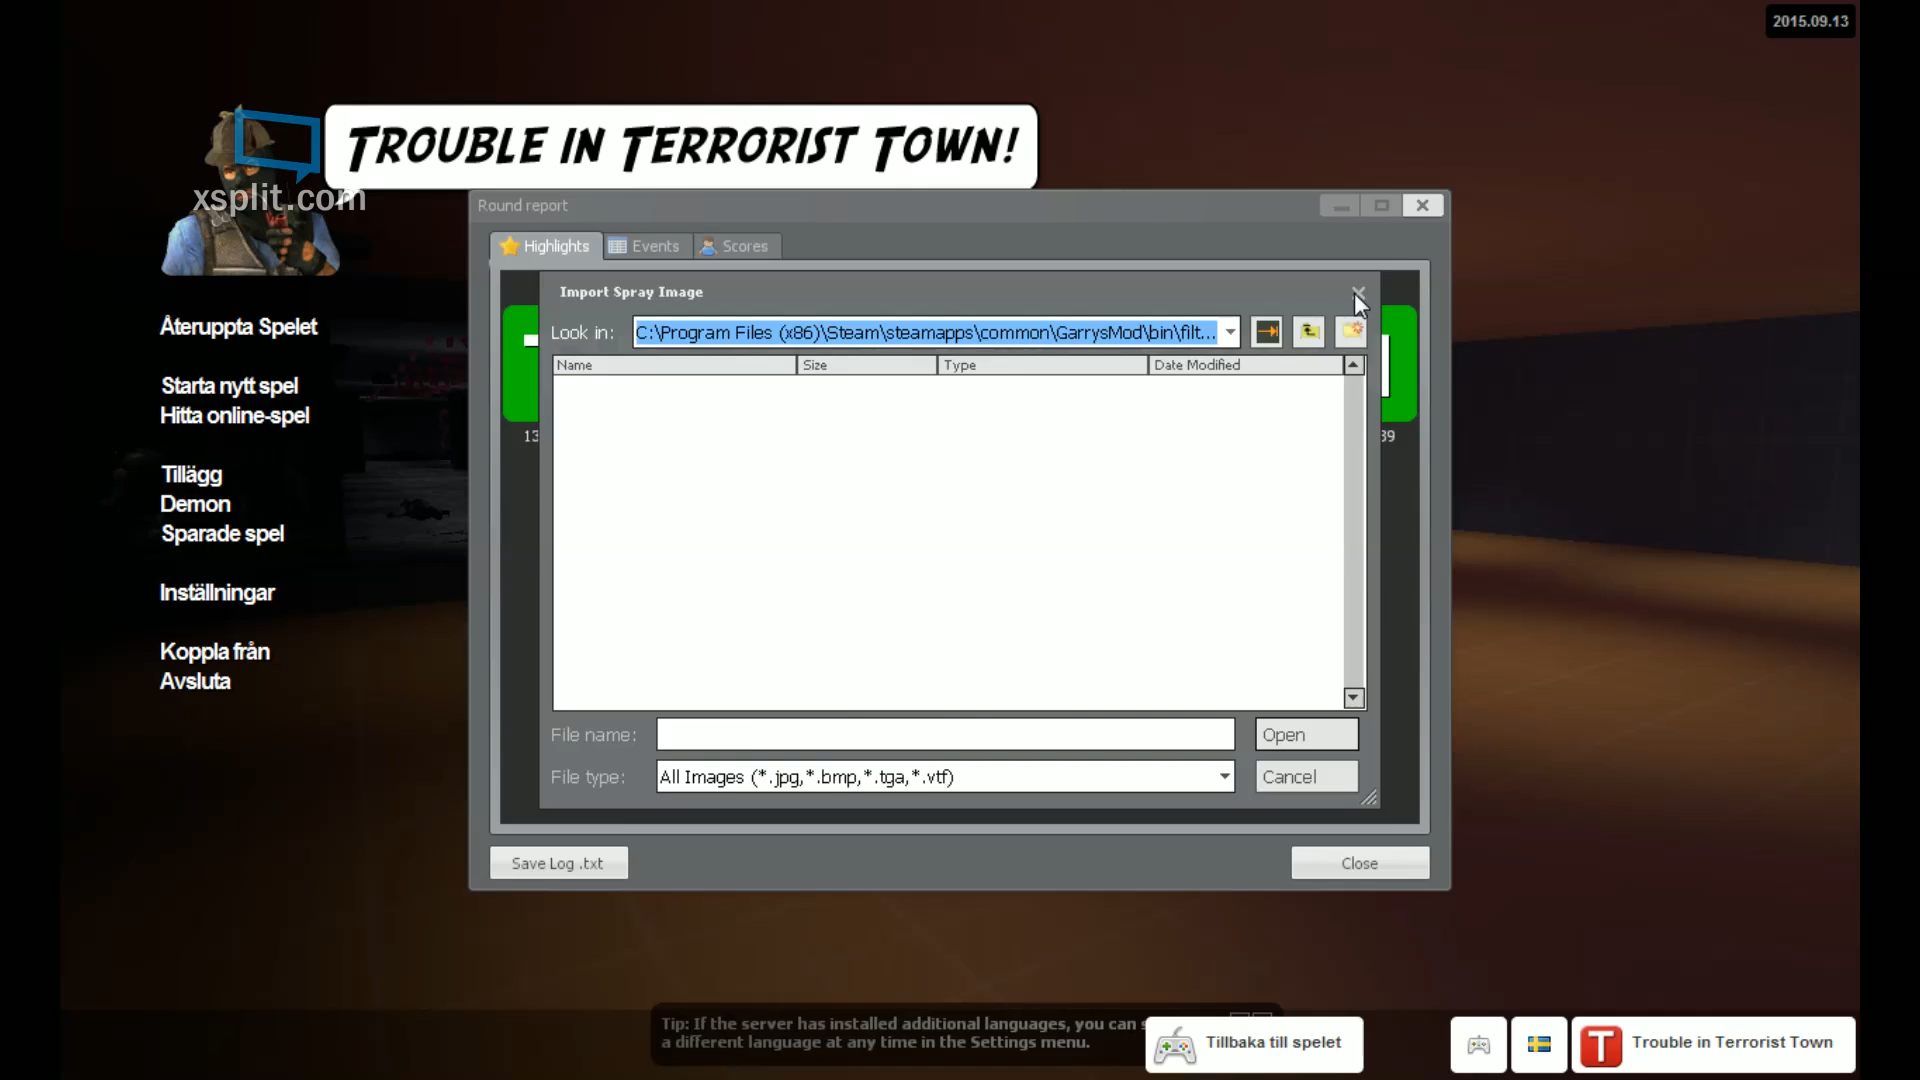 2015.09.13
TROUBLE IN TERRORIST TOWN!
xsplit.com
Round report
Highlights
Events
Scores
Import Spray Image
Återuppta Spelet
Look in:
C:\Program Files (x86)\Steam\steamapps\common\GarrysMod\bin\filt...
Name
Size
Type
Date Modified
Starta nytt spel
Hitta online-spel
13
39
Tillägg
Demon
Sparade spel
Inställningar
Koppla från
Avsluta
File name:
Open
File type:
All Images (*.jpg,*.bmp,*.tga,*.vtf)
Cancel
Save Log .txt
Close
Tip: If the server has installed additional languages, you can
a different language at any time in the Settings menu.
Tillbaka till spelet
T
Trouble in Terrorist Town